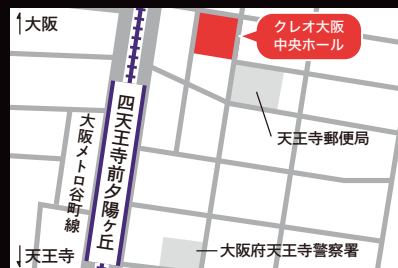 大阪
クレオ大阪
中央ホール
四天王寺前夕陽ヶ丘
大阪メトロ谷町線
天王寺郵便局
大阪府天王寺警察署
天王寺